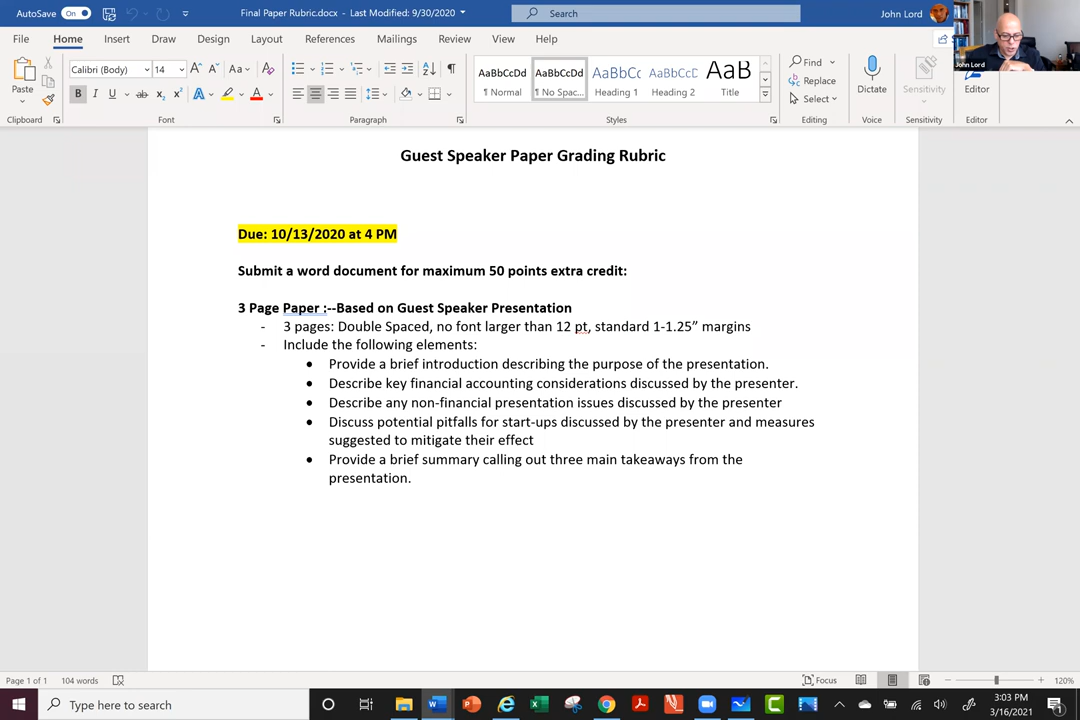 AutoSave On Final Paper Rubric.docx - Last Modified: 9/30/2020 Search John Lord
File Home Insert Draw Design Layout References Mailings Review View Help
John Lord
Paste
Calibri (Body) 14 Aa
B I U ab x₂ x² A A
AaBbCcDd AaBbCcDd AaBbCc AaBbCcD AaB
¶ Normal ¶ No Spac... Heading 1 Heading 2 Title
Find
Replace
Select
Dictate
Sensitivity
Editor
Clipboard Font Paragraph Styles Editing Voice Sensitivity Editor
Guest Speaker Paper Grading Rubric
Due: 10/13/2020 at 4 PM
Submit a word document for maximum 50 points extra credit:
3 Page Paper :--Based on Guest Speaker Presentation
- 3 pages: Double Spaced, no font larger than 12 pt, standard 1-1.25” margins
- Include the following elements:
• Provide a brief introduction describing the purpose of the presentation.
• Describe key financial accounting considerations discussed by the presenter.
• Describe any non-financial presentation issues discussed by the presenter
• Discuss potential pitfalls for start-ups discussed by the presenter and measures
suggested to mitigate their effect
• Provide a brief summary calling out three main takeaways from the
presentation.
Page 1 of 1 104 words Focus 120%
Type here to search
3:03 PM
3/16/2021